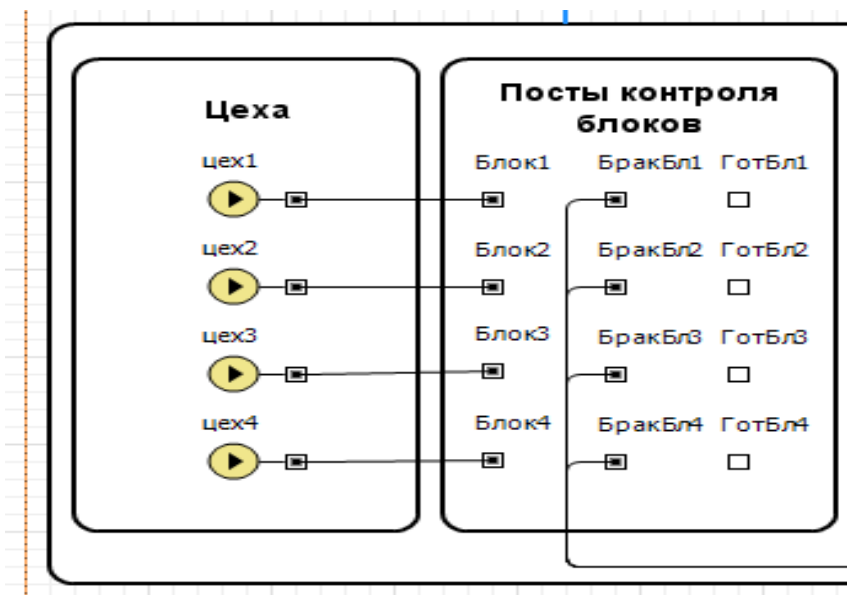 Цеха
Посты контроля
блоков
цех1
Блок1
БракБл1
ГотБл1
цех2
Блок2
БракБл2
ГотБл2
цех3
Блок3
БракБл3
ГотБл3
цех4
Блок4
БракБл4
ГотБл4